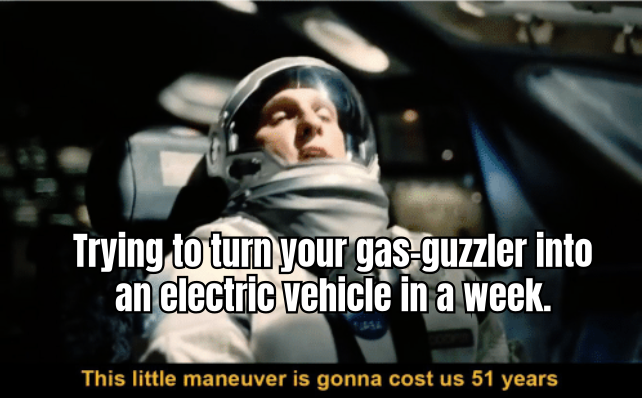 Trying to turn your gas-guzzler into
an electric vehicle in a week.
NASA
This little maneuver is gonna cost us 51 years